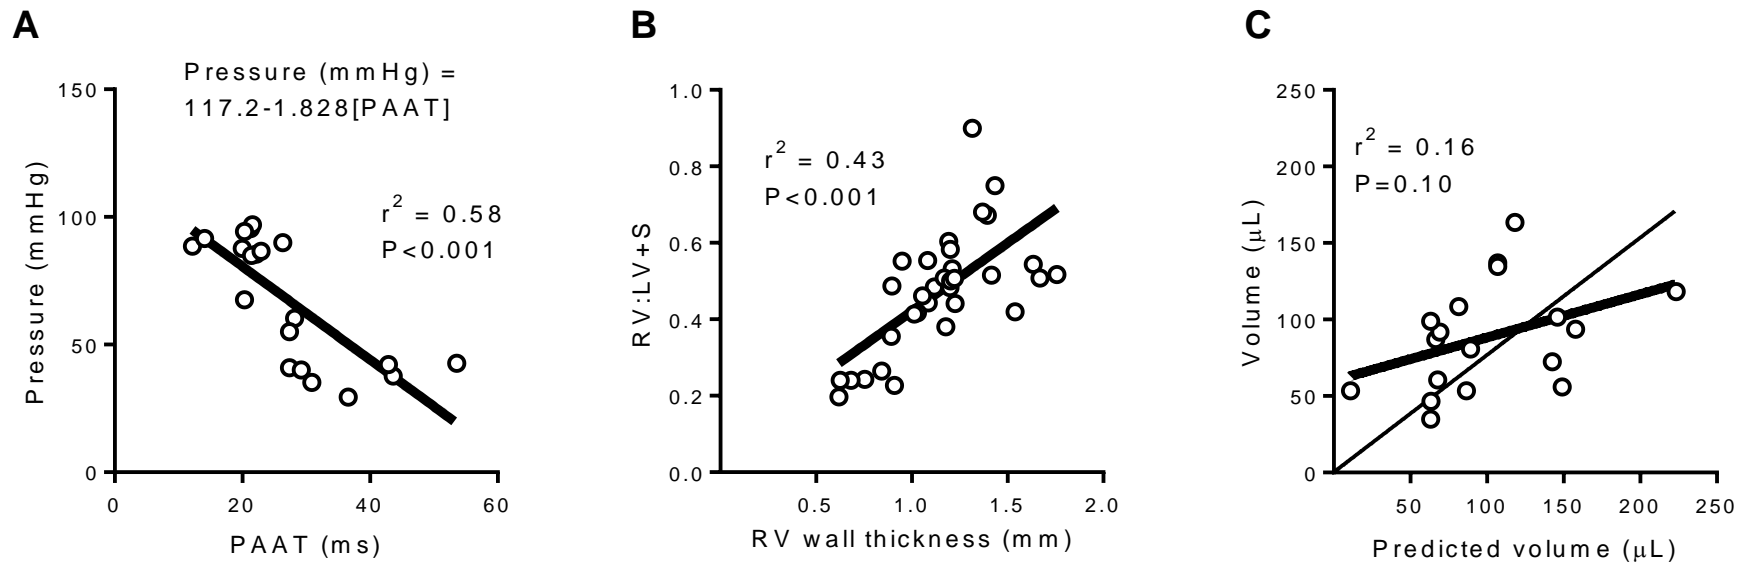 A
Pressure (mmHg) =
117.2-1.828[PAAT]
r² = 0.58
P<0.001
Pressure (mmHg)
150
100
50
0
0 20 40 60
PAAT (ms)
B
r² = 0.43
P<0.001
RV:LV+S
1.0
0.8
0.6
0.4
0.2
0.0
0.5 1.0 1.5 2.0
RV wall thickness (mm)
C
r² = 0.16
P=0.10
Volume (μL)
250
200
150
100
50
0
50 100 150 200 250
Predicted volume (μL)